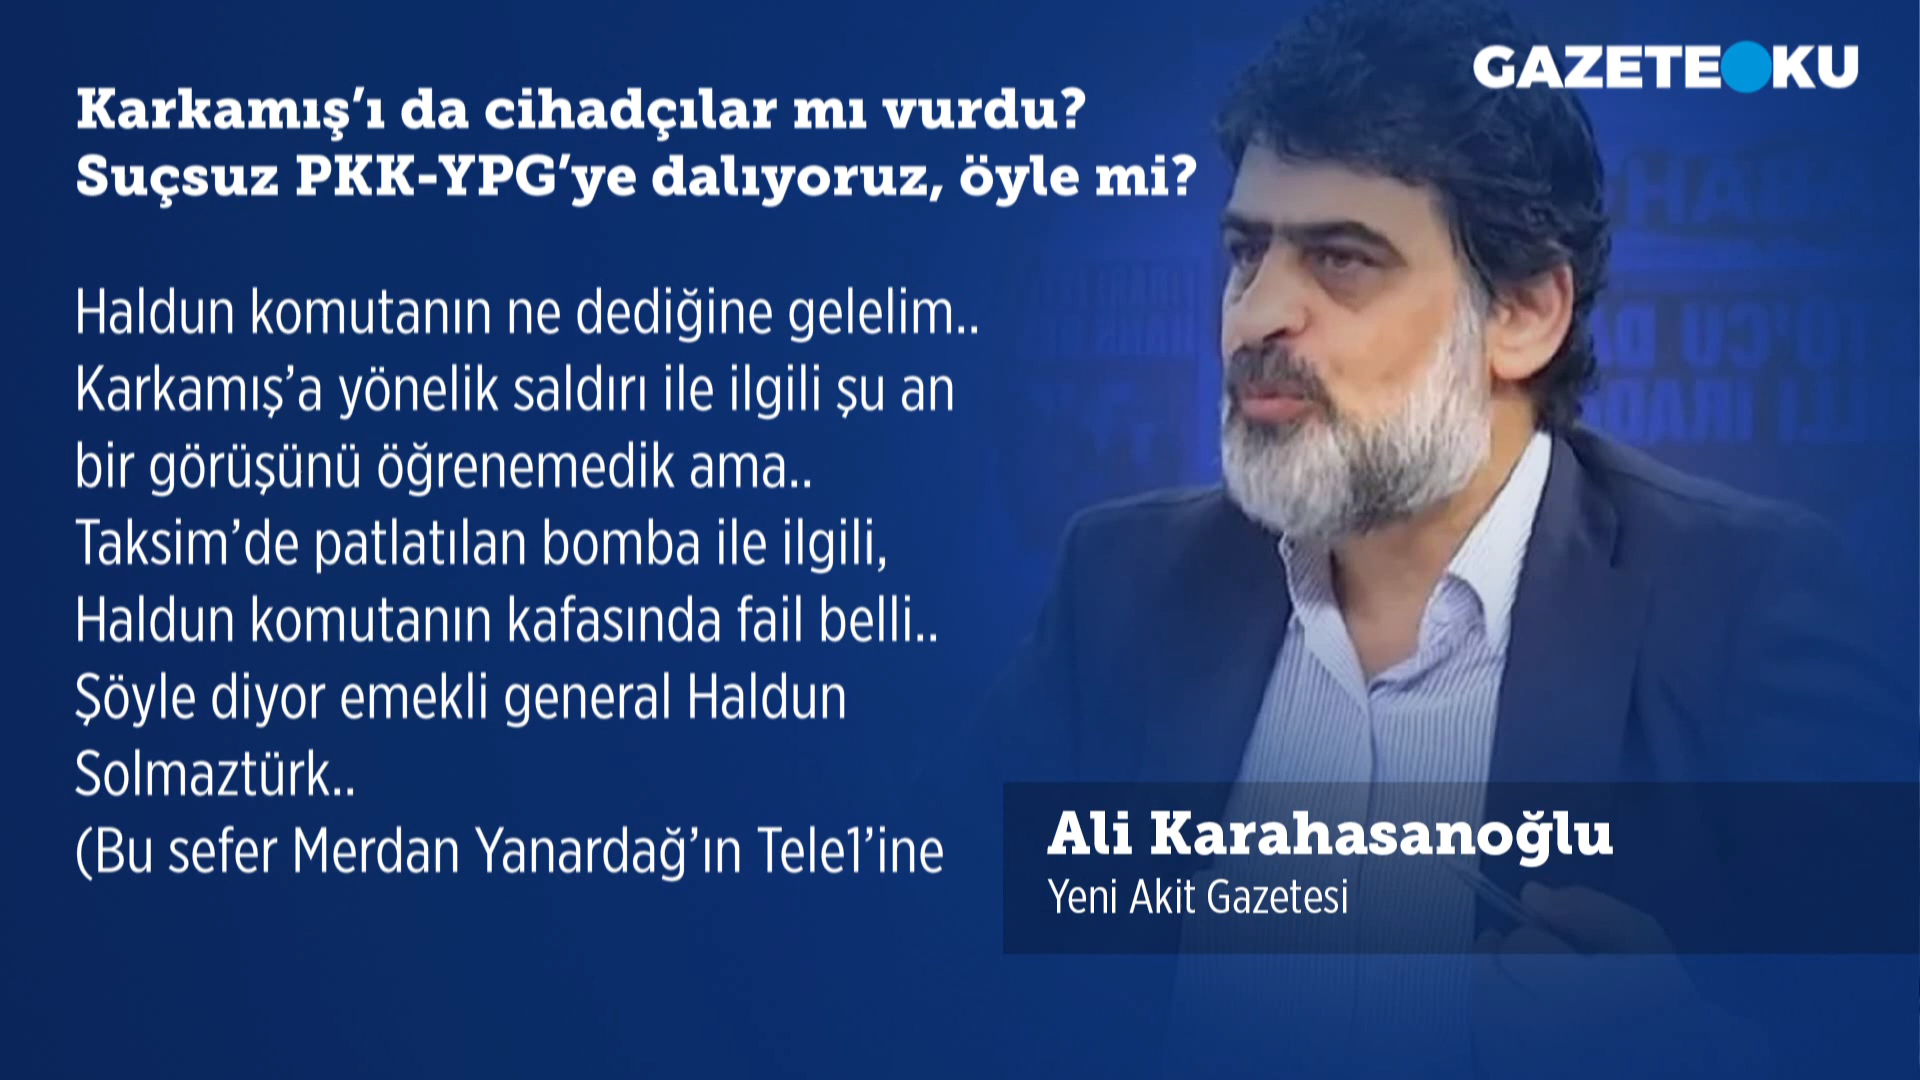 GAZETEOKU
Karkamış’ı da cihadçılar mı vurdu?
Suçsuz PKK-YPG’ye dalıyoruz, öyle mi?
Haldun komutanın ne dediğine gelelim..
Karkamış’a yönelik saldırı ile ilgili şu an
bir görüşünü öğrenemedik ama..
Taksim’de patlatılan bomba ile ilgili,
Haldun komutanın kafasında fail belli..
Şöyle diyor emekli general Haldun
Solmaztürk..
(Bu sefer Merdan Yanardağ’ın Tele1’ine
Ali Karahasanoğlu
Yeni Akit Gazetesi